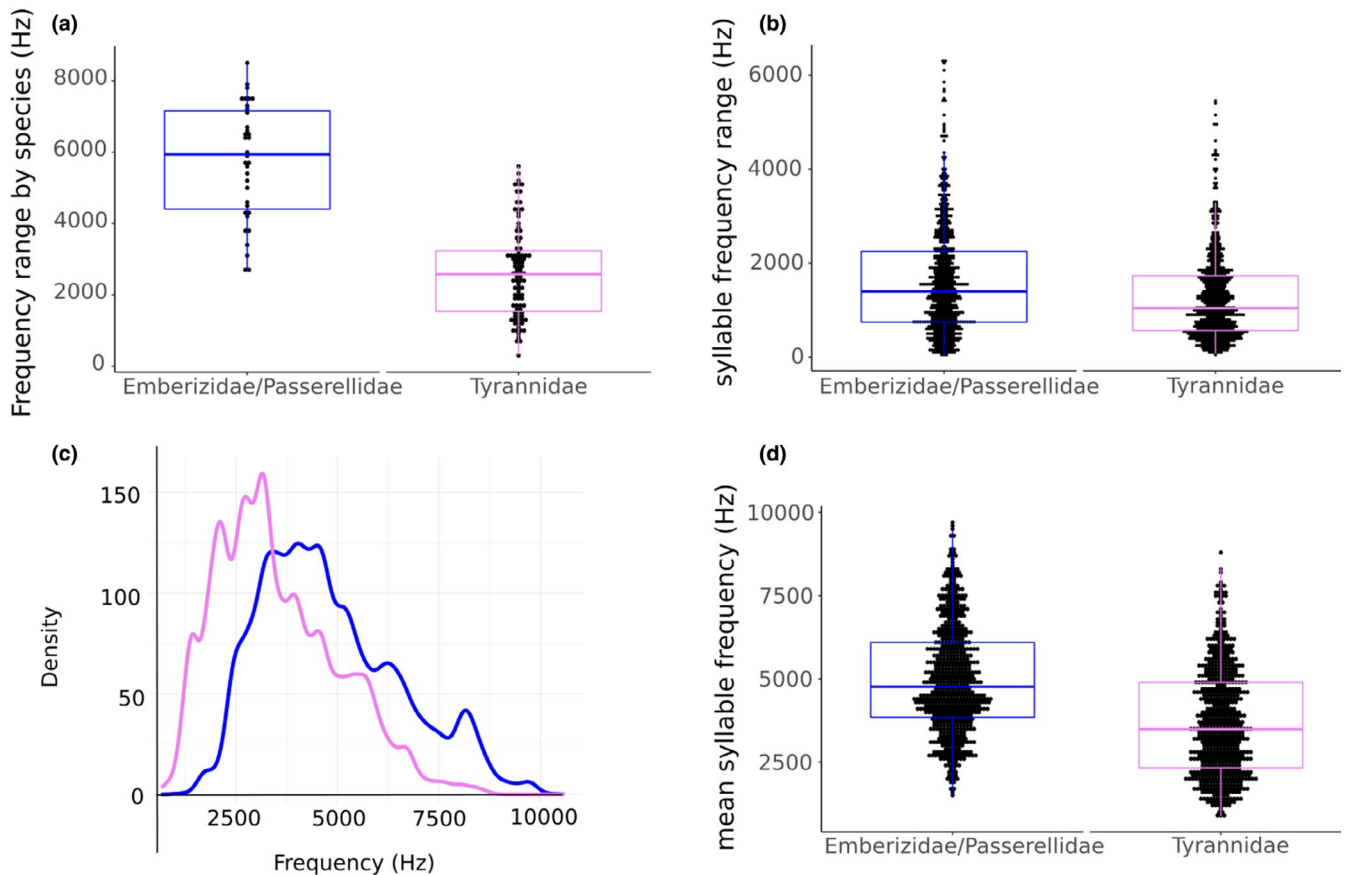 (a)
Frequency range by species (Hz)
8000
6000
4000
2000
0
Emberizidae/Passerellidae
Tyrannidae
(b)
syllable frequency range (Hz)
6000
4000
2000
0
Emberizidae/Passerellidae
Tyrannidae
(c)
Density
150
100
50
0
2500
5000
7500
10000
Frequency (Hz)
(d)
mean syllable frequency (Hz)
10000
7500
5000
2500
Emberizidae/Passerellidae
Tyrannidae